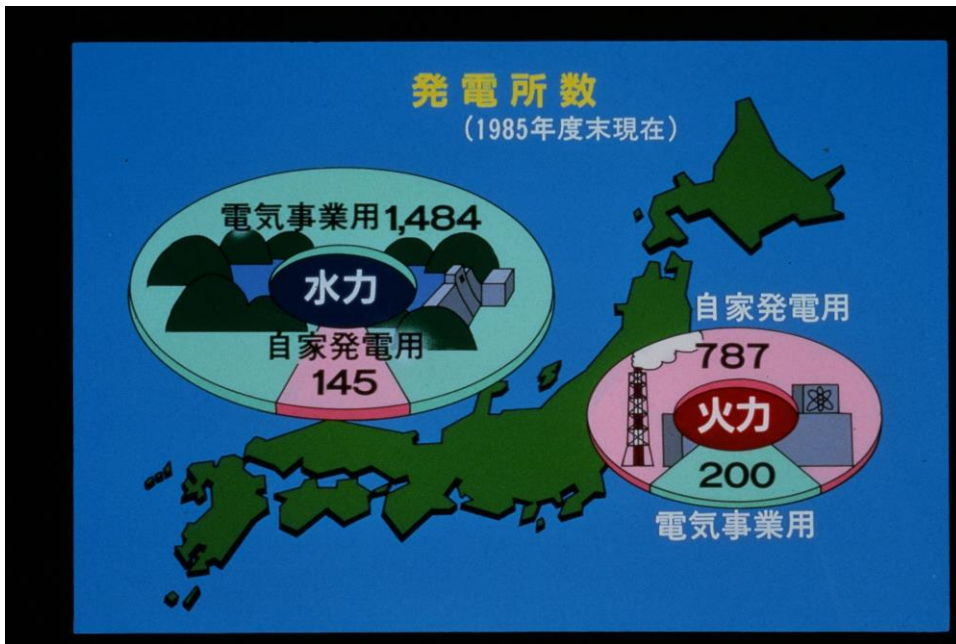 発電所数
(1985年度末現在)
電気事業用1,484
水力
自家発電用
145
自家発電用
787
火力
200
電気事業用